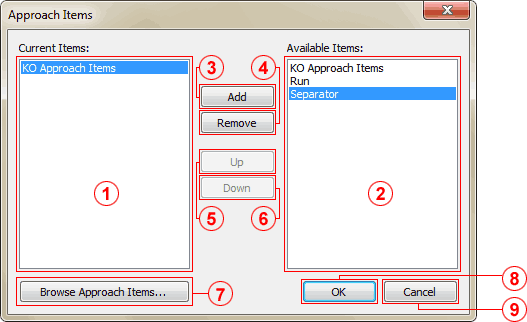 Approach Items
Current Items:
Available Items:
KO Approach Items
3
4
KO Approach Items
Run
Separator
Add
Remove
Up
Down
1
2
5
6
Browse Approach Items...
7
OK
Cancel
8
9